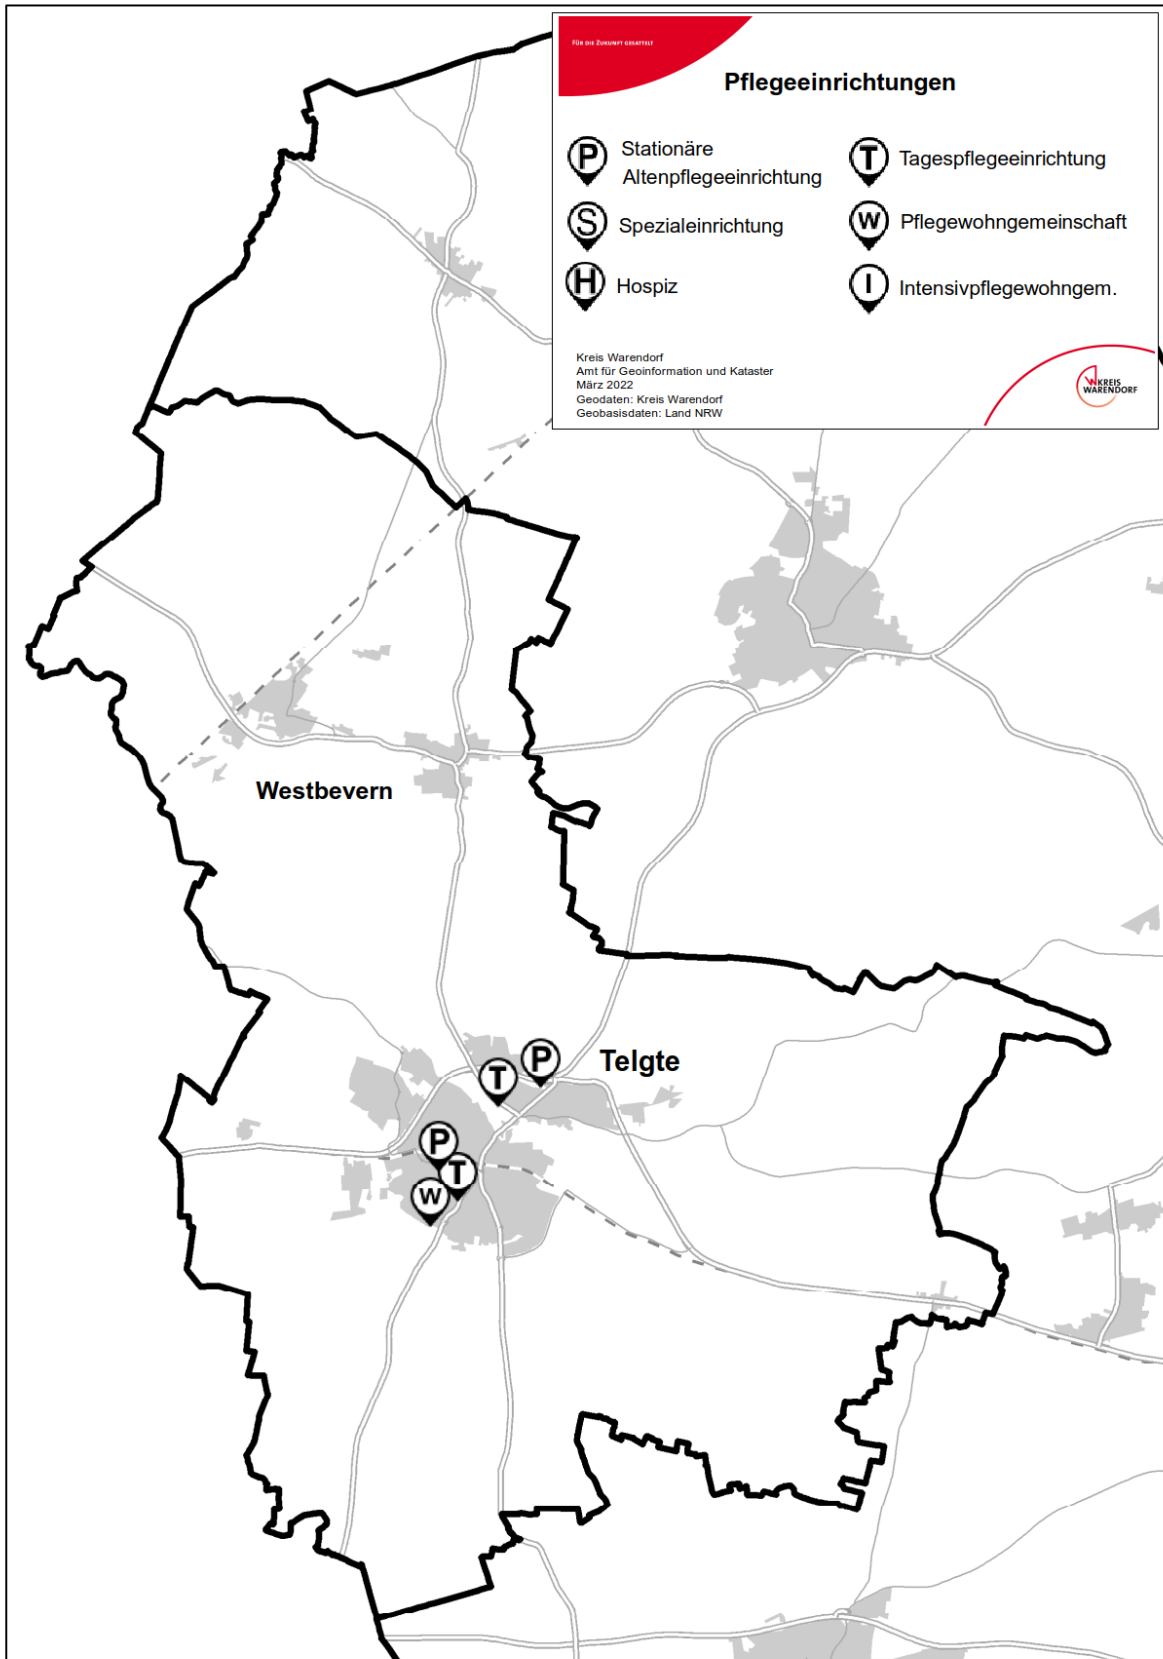 FÜR DIE ZUKUNFT GESATTELT
Pflegeeinrichtungen
P Stationäre
Altenpflegeeinrichtung
T Tagespflegeeinrichtung
S Spezialeinrichtung
W Pflegewohngemeinschaft
H Hospiz
I Intensivpflegewohngem.
Kreis Warendorf
Amt für Geoinformation und Kataster
März 2022
Geodaten: Kreis Warendorf
Geobasisdaten: Land NRW
KREIS
WARENDORF
Westbevern
Telgte
P
T
P
T
W